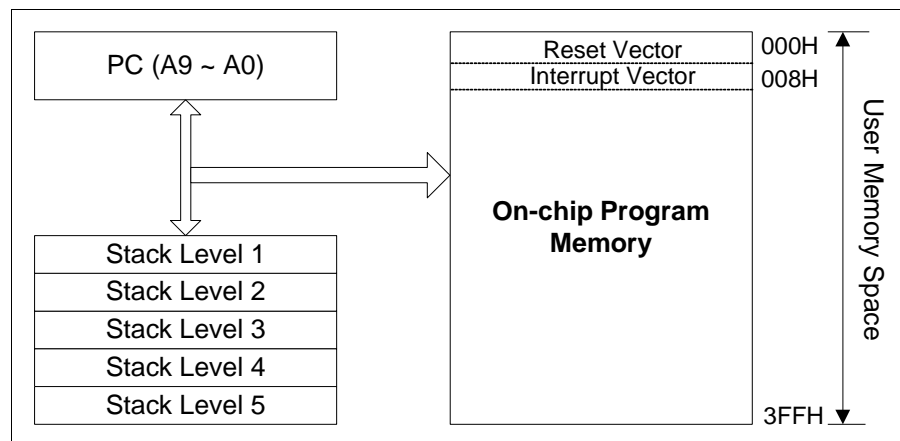 PC (A9 ~ A0)
Stack Level 1
Stack Level 2
Stack Level 3
Stack Level 4
Stack Level 5
Reset Vector
000H
Interrupt Vector
008H
On-chip Program
Memory
3FFH
User Memory Space